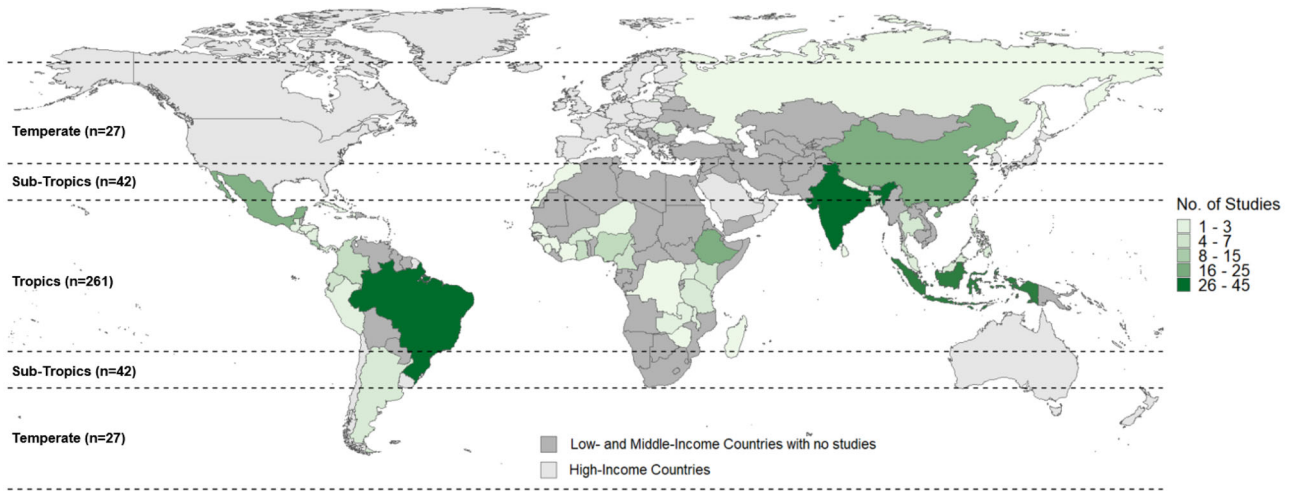 Temperate (n=27)
Sub-Tropics (n=42)
Tropics (n=261)
Sub-Tropics (n=42)
Temperate (n=27)
No. of Studies
1 - 3
4 - 7
8 - 15
16 - 25
26 - 45
Low- and Middle-Income Countries with no studies
High-Income Countries